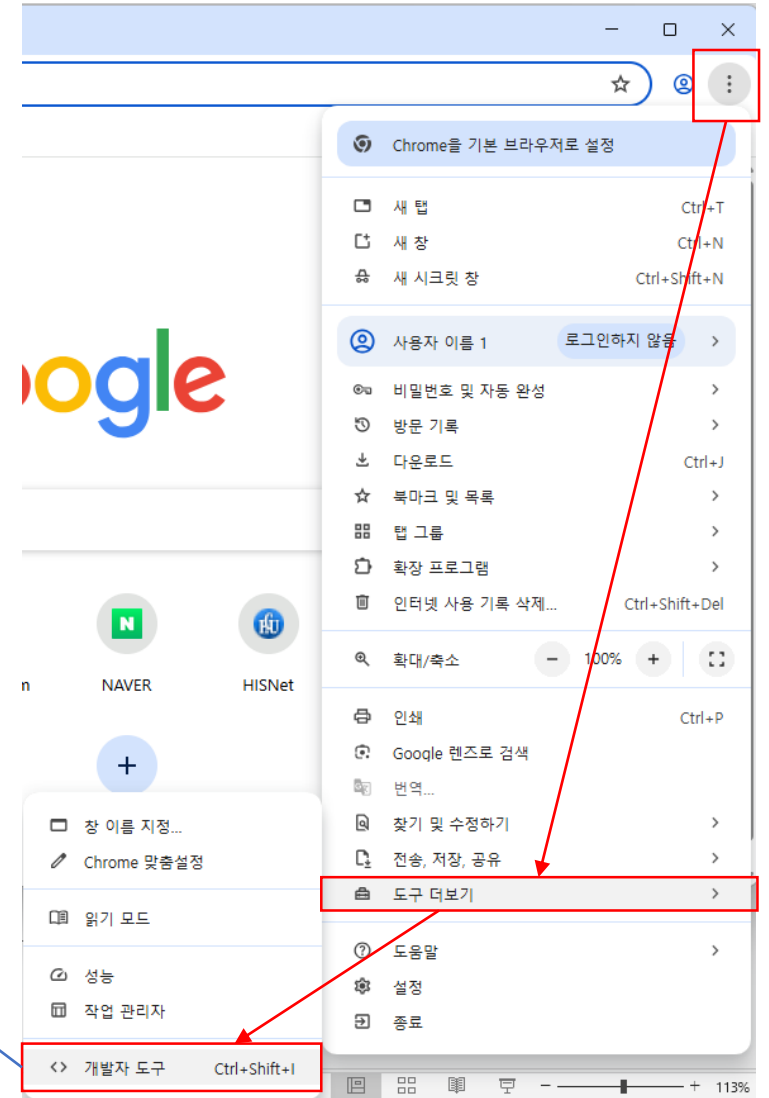 Chrome을 기본 브라우저로 설정
새 탭 Ctrl+T
새 창 Ctrl+N
새 시크릿 창 Ctrl+Shift+N
oogle
사용자 이름 1 로그인하지 않음
비밀번호 및 자동 완성
방문 기록
다운로드 Ctrl+J
북마크 및 목록
탭 그룹
확장 프로그램
인터넷 사용 기록 삭제... Ctrl+Shift+Del
확대/축소 − 100% +
N
HGU
m NAVER HISNet
인쇄 Ctrl+P
Google 렌즈로 검색
번역...
찾기 및 수정하기
전송, 저장, 공유
도구 더보기
도움말
설정
종료
창 이름 지정...
Chrome 맞춤설정
읽기 모드
성능
작업 관리자
개발자 도구 Ctrl+Shift+I
− + 113%